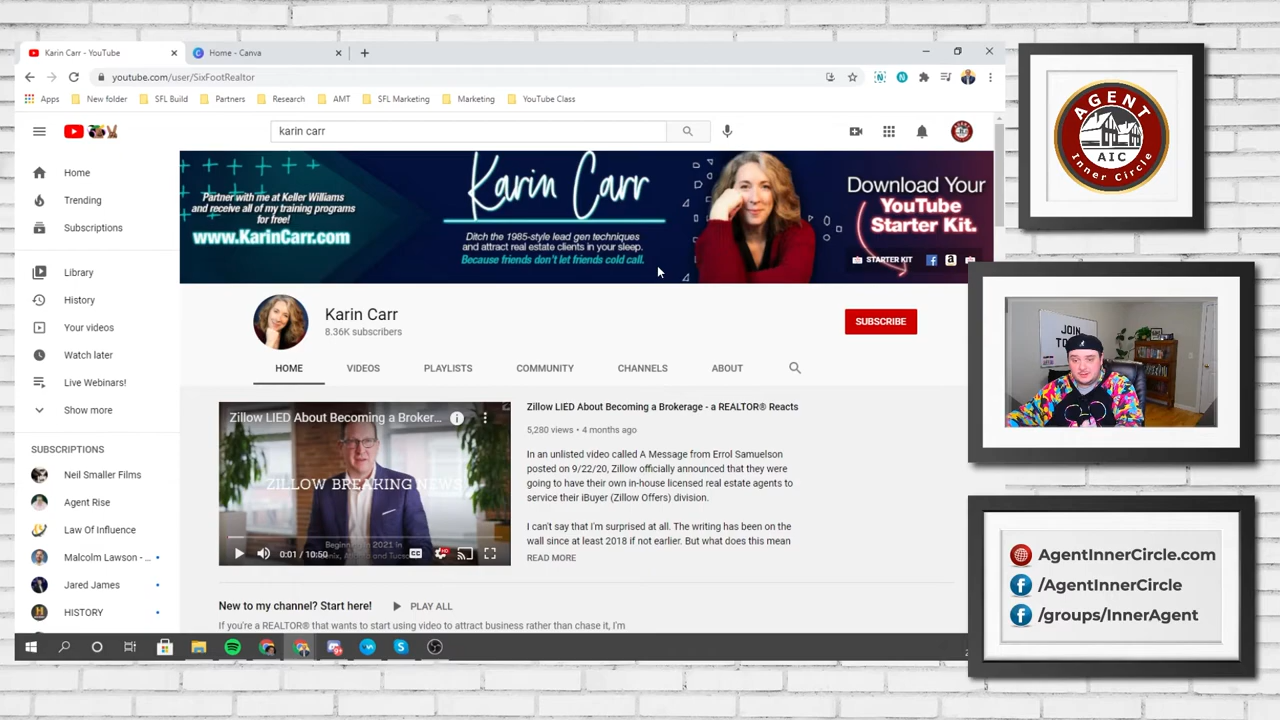 Karin Carr - YouTube
Home - Canva
youtube.com/user/SixFootRealtor
Apps
New folder
SFL Build
Partners
Research
AMT
SFL Marketing
Marketing
YouTube Class
karin carr
Home
Trending
Subscriptions
Library
History
Your videos
Watch later
Live Webinars!
Show more
SUBSCRIPTIONS
Neil Smaller Films
Agent Rise
Law Of Influence
Malcolm Lawson - ...
Jared James
HISTORY
Partner with me at Keller Williams
and receive all of my training programs
for free!
www.KarinCarr.com
Karin Carr
Ditch the 1985-style lead gen techniques
and attract real estate clients in your sleep.
Because friends don't let friends cold call.
Download Your
YouTube
Starter Kit.
STARTER KIT
Karin Carr
8.36K subscribers
SUBSCRIBE
HOME
VIDEOS
PLAYLISTS
COMMUNITY
CHANNELS
ABOUT
Zillow LIED About Becoming a Broker...
ZILLOW BREAKING NEWS
0:01 / 10:50
Zillow LIED About Becoming a Brokerage - a REALTOR® Reacts
5,280 views • 4 months ago
In an unlisted video called A Message from Errol Samuelson
posted on 9/22/20, Zillow officially announced that they were
going to have their own in-house licensed real estate agents to
service their iBuyer (Zillow Offers) division.
I can't say that I'm surprised at all. The writing has been on the
wall since at least 2018 if not earlier. But what does this mean
READ MORE
New to my channel? Start here!
PLAY ALL
If you're a REALTOR® that wants to start using video to attract business rather than chase it, I'm
AGENT
AIC
Inner Circle
JOIN
AgentInnerCircle.com
/AgentInnerCircle
/groups/InnerAgent